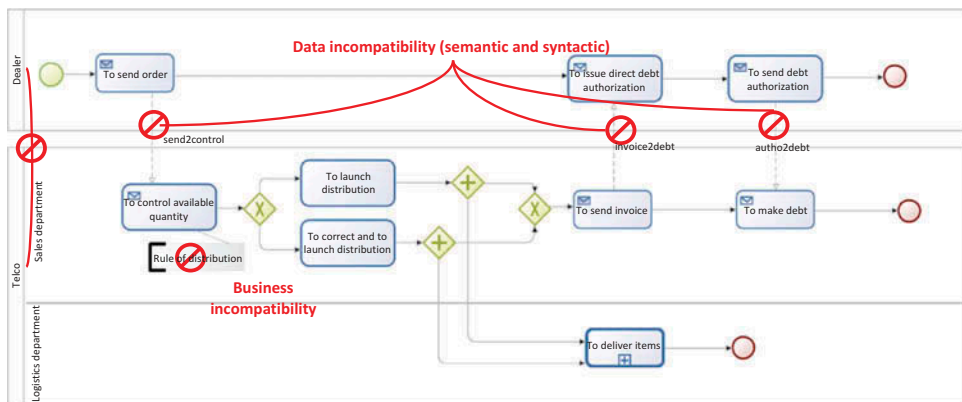 Data incompatibility (semantic and syntactic)
Dealer
To send order
To issue direct debt
authorization
To send debt
authorization
send2control
invoice2debt
autho2debt
Telco
Sales department
To control available
quantity
To launch
distribution
To correct and to
launch distribution
To send invoice
To make debt
Rule of distribution
Business
incompatibility
Logistics department
To deliver items